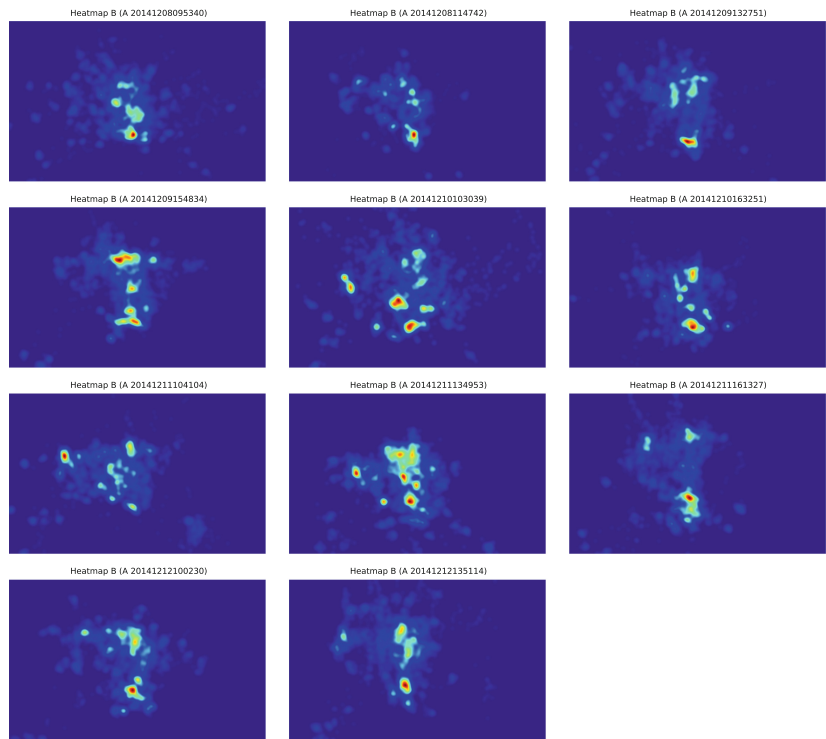 Heatmap B (A 20141208095340)
Heatmap B (A 20141208114742)
Heatmap B (A 20141209132751)
Heatmap B (A 20141209154834)
Heatmap B (A 20141210103039)
Heatmap B (A 20141210163251)
Heatmap B (A 20141211104104)
Heatmap B (A 20141211134953)
Heatmap B (A 20141211161327)
Heatmap B (A 20141212100230)
Heatmap B (A 20141212135114)